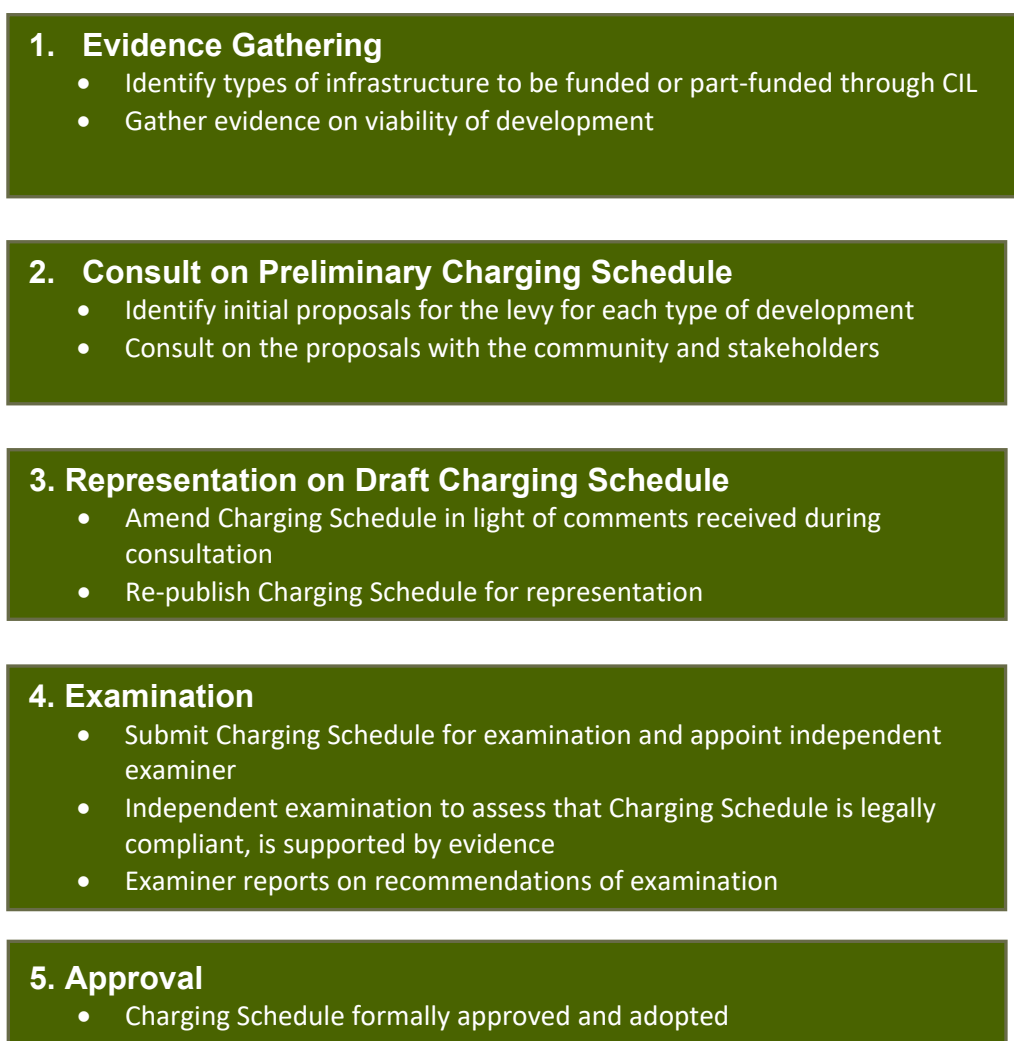 1. Evidence Gathering
• Identify types of infrastructure to be funded or part-funded through CIL
• Gather evidence on viability of development
2. Consult on Preliminary Charging Schedule
• Identify initial proposals for the levy for each type of development
• Consult on the proposals with the community and stakeholders
3. Representation on Draft Charging Schedule
• Amend Charging Schedule in light of comments received during
consultation
• Re-publish Charging Schedule for representation
4. Examination
• Submit Charging Schedule for examination and appoint independent
examiner
• Independent examination to assess that Charging Schedule is legally
compliant, is supported by evidence
• Examiner reports on recommendations of examination
5. Approval
• Charging Schedule formally approved and adopted